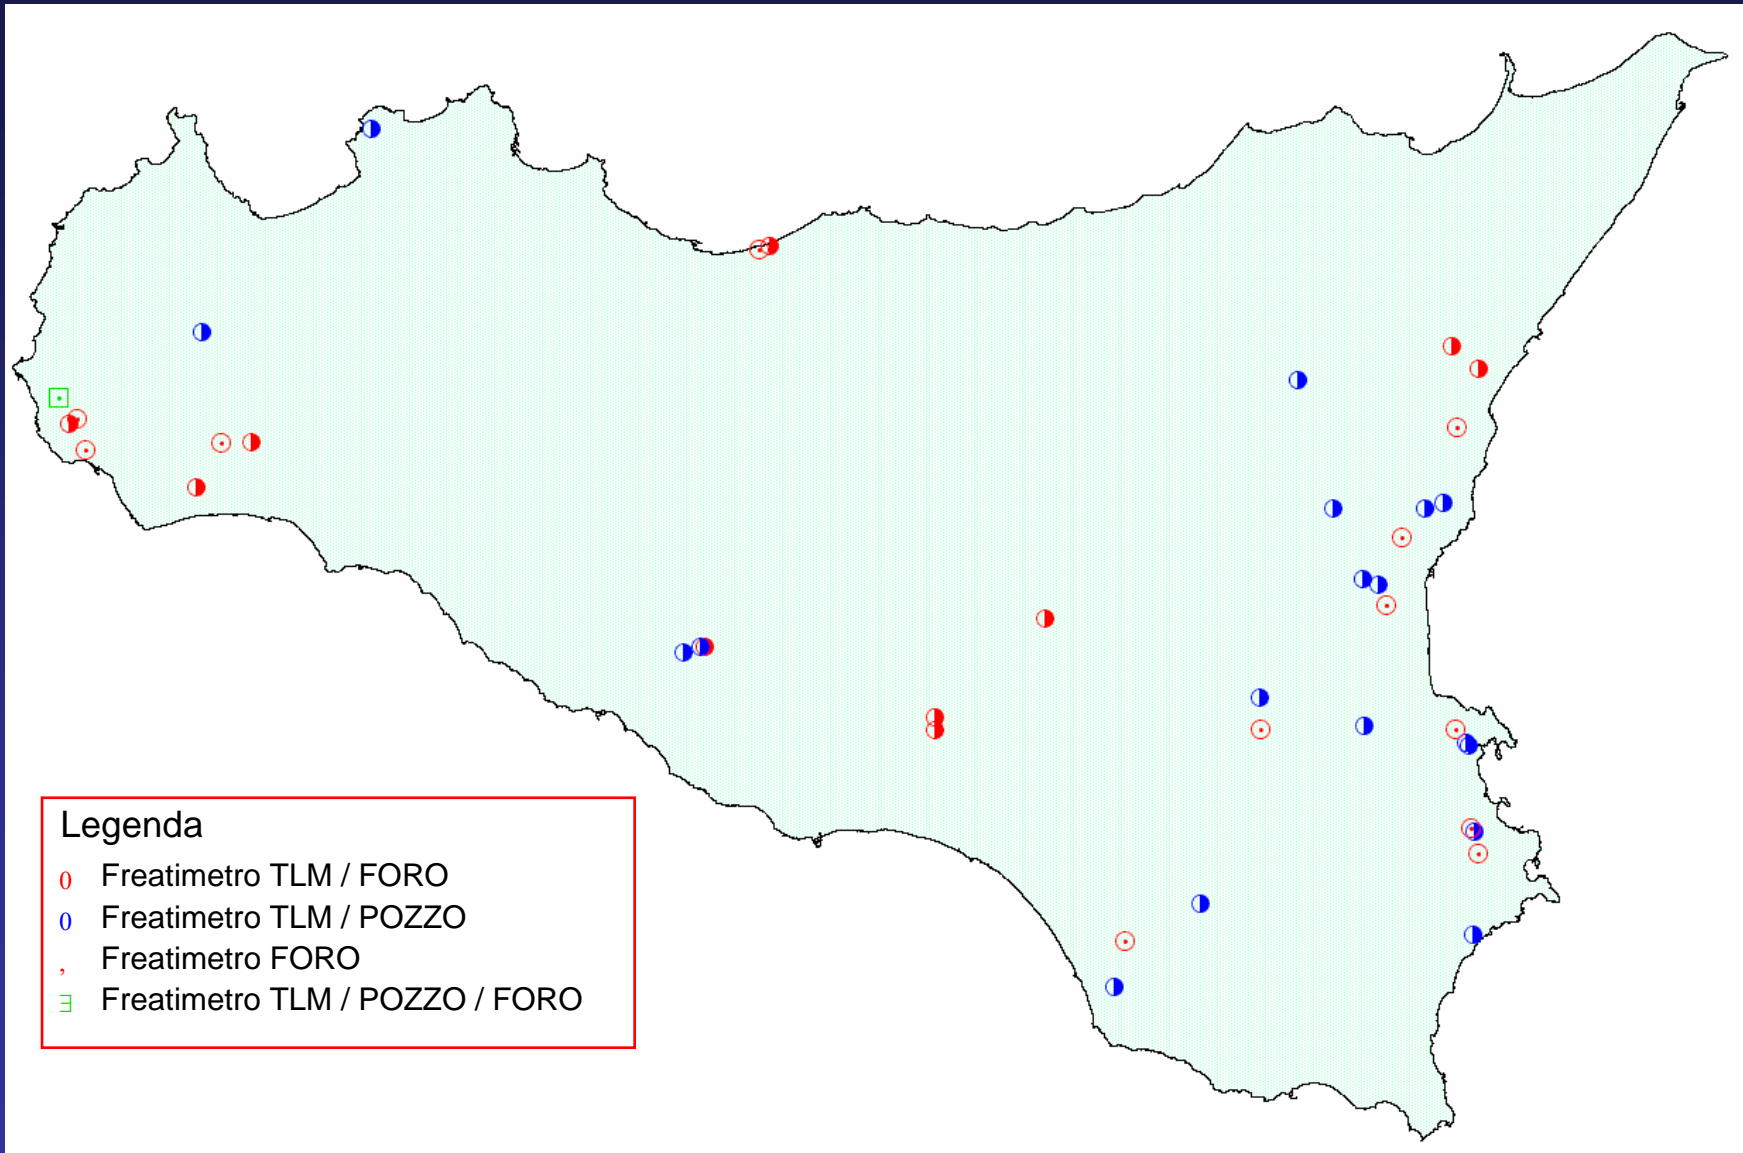 Legenda
0 Freatimetro TLM / FORO
0 Freatimetro TLM / POZZO
, Freatimetro FORO
∃ Freatimetro TLM / POZZO / FORO